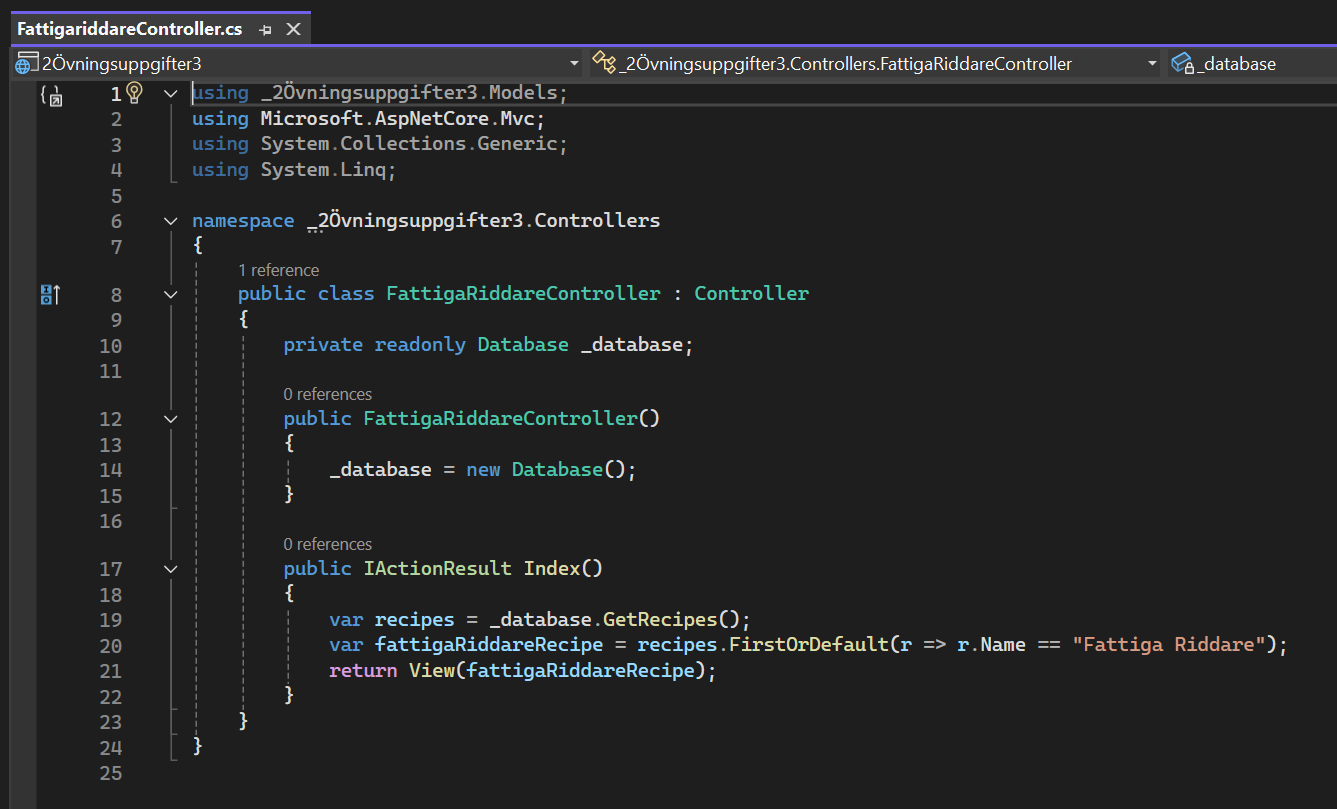 FattigariddareController.cs
2Övningsuppgifter3 _2Övningsuppgifter3.Controllers.FattigaRiddareController _database
1 using _2Övningsuppgifter3.Models;
2 using Microsoft.AspNetCore.Mvc;
3 using System.Collections.Generic;
4 using System.Linq;
5
6 namespace _2Övningsuppgifter3.Controllers
7 {
1 reference
8 public class FattigaRiddareController : Controller
9 {
10 private readonly Database _database;
11
0 references
12 public FattigaRiddareController()
13 {
14 _database = new Database();
15 }
16
0 references
17 public IActionResult Index()
18 {
19 var recipes = _database.GetRecipes();
20 var fattigaRiddareRecipe = recipes.FirstOrDefault(r => r.Name == "Fattiga Riddare");
21 return View(fattigaRiddareRecipe);
22 }
23 }
24 }
25